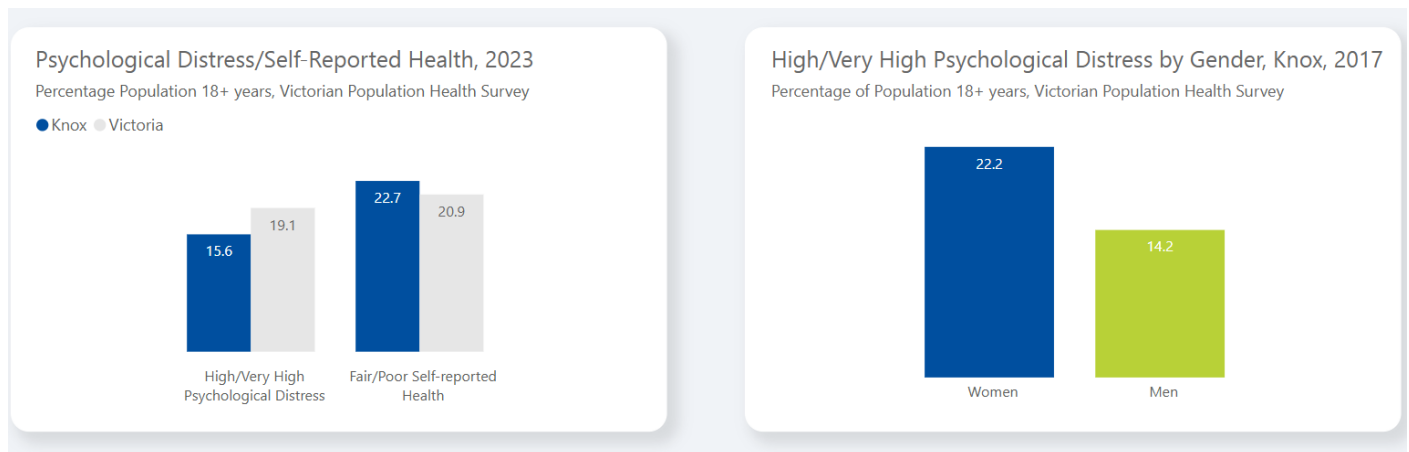 Psychological Distress/Self-Reported Health, 2023
Percentage Population 18+ years, Victorian Population Health Survey
Knox Victoria
15.6
19.1
22.7
20.9
High/Very High
Psychological Distress
Fair/Poor Self-reported
Health
High/Very High Psychological Distress by Gender, Knox, 2017
Percentage of Population 18+ years, Victorian Population Health Survey
22.2
14.2
Women
Men